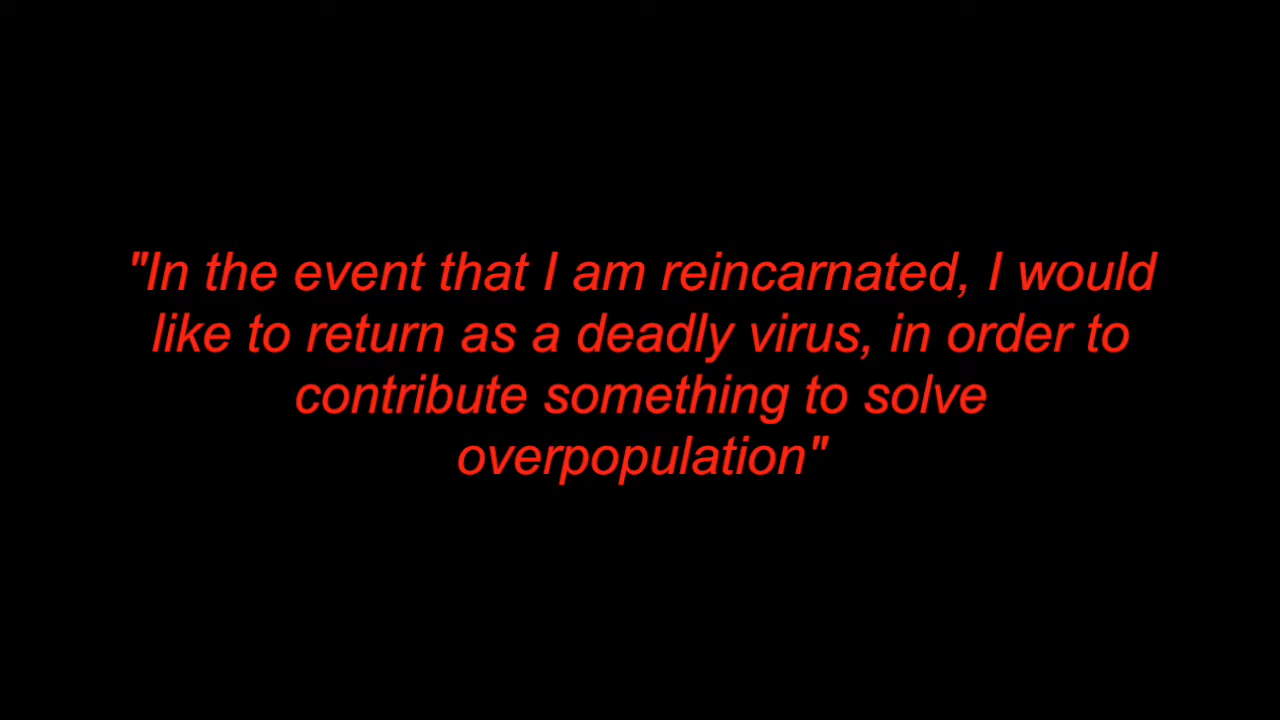 "In the event that I am reincarnated, I would
like to return as a deadly virus, in order to
contribute something to solve
overpopulation"